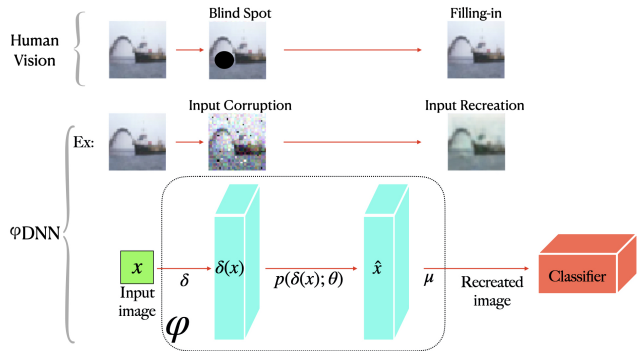 Human
Vision
Blind Spot
Filling-in
Input Corruption
Input Recreation
Ex:
φDNN
x
Input
image
δ
δ(x)
p(δ(x); θ)
x̂
μ
φ
Recreated
image
Classifier